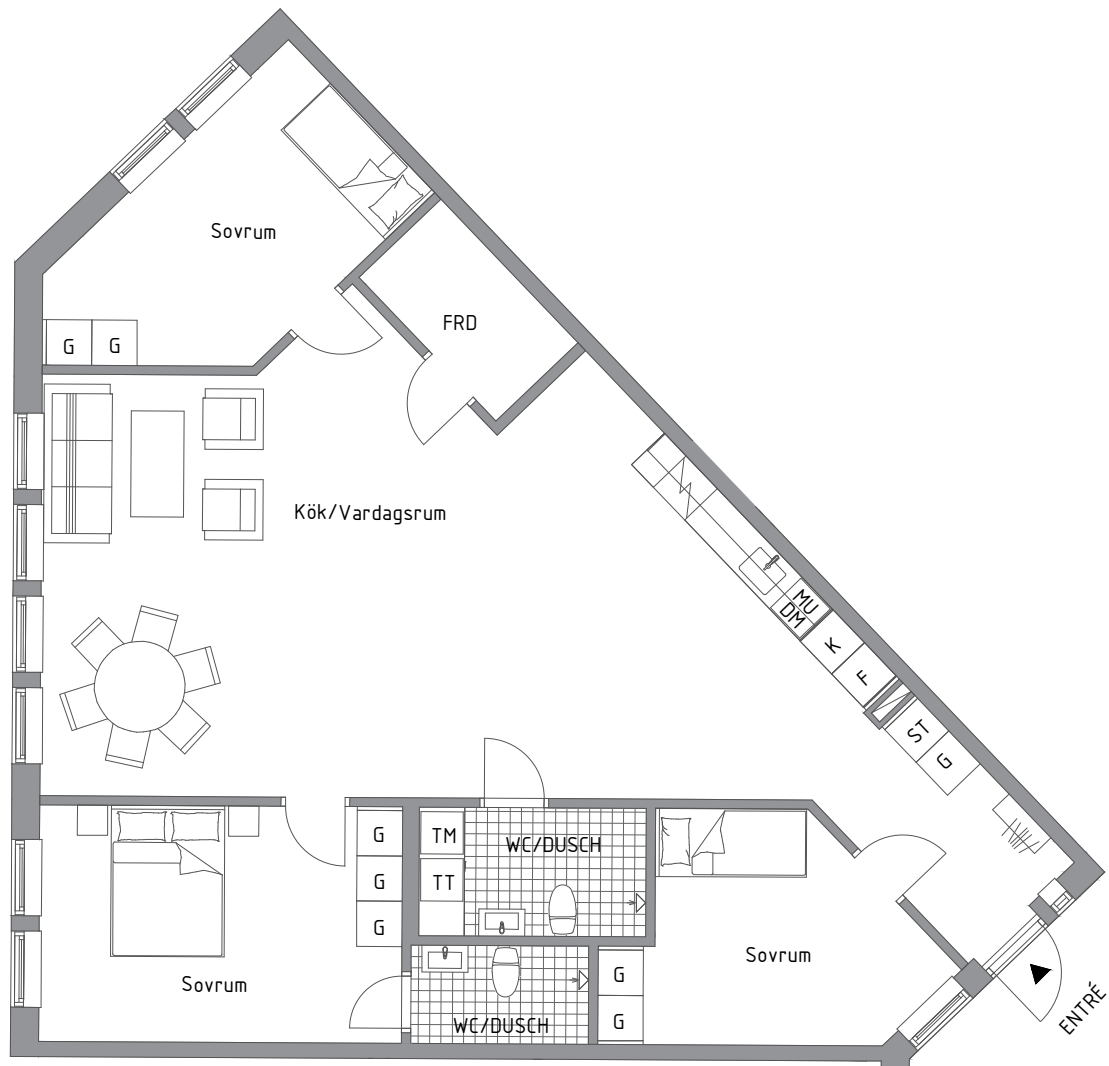 Sovrum
FRD
G
G
Kök/Vardagsrum
MU
DM
K
F
ST
G
G
G
G
TM
TT
WC/DUSCH
WC/DUSCH
Sovrum
Sovrum
G
G
ENTRÉ